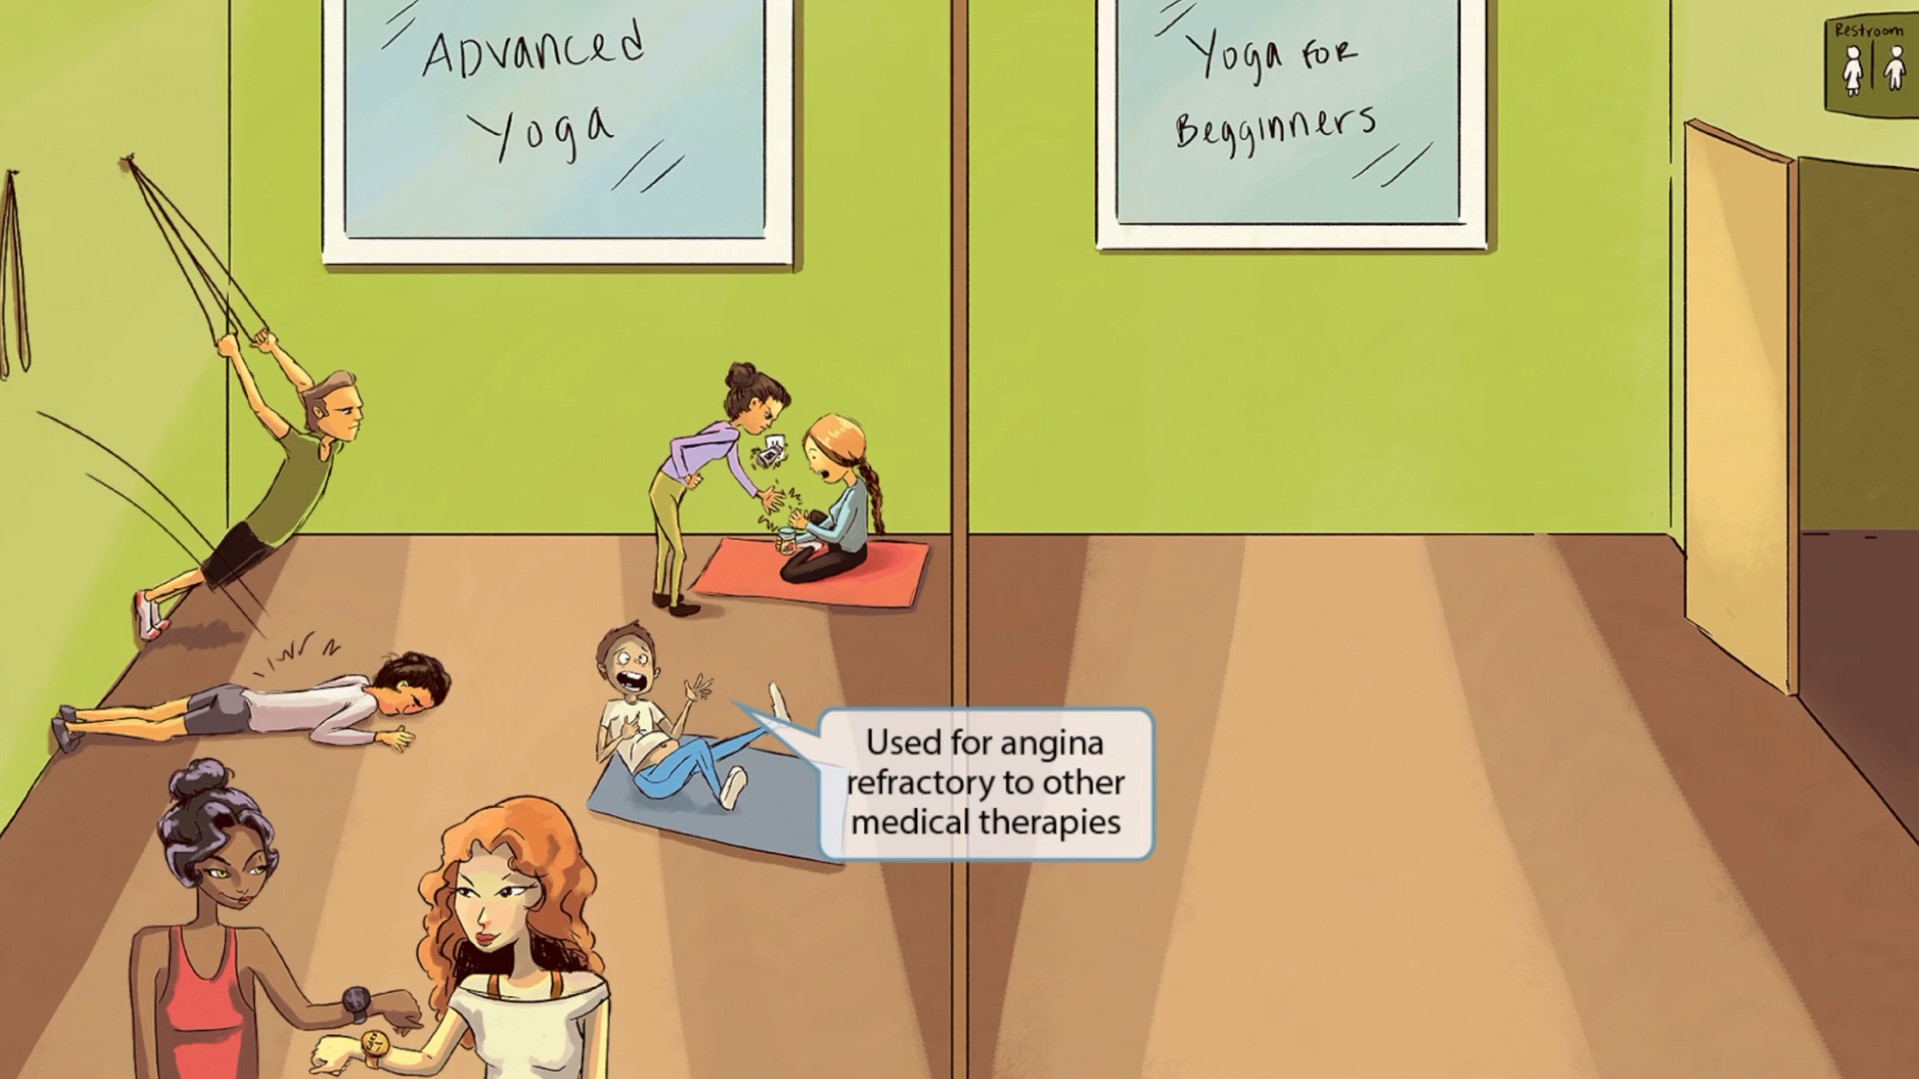 Advanced
Yoga
Yoga FOR
Begginners
Restroom
Used for angina
refractory to other
medical therapies